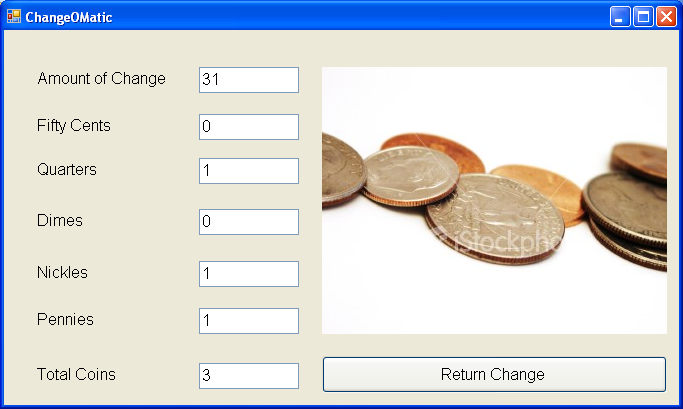 ChangeOMatic
Amount of Change 31
Fifty Cents 0
Quarters 1
Dimes 0
Nickles 1
Pennies 1
Total Coins 3
iStockpho
Return Change